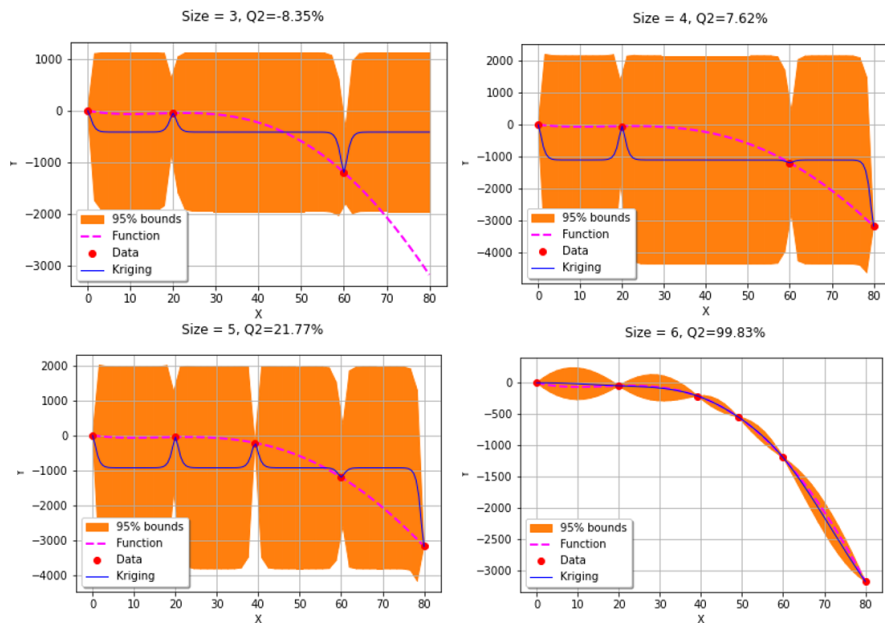 Size = 3, Q2=-8.35%
1000
0
−1000
−2000
−3000
95% bounds
Function
Data
Kriging
0 10 20 30 40 50 60 70 80
X
Size = 4, Q2=7.62%
2000
1000
0
−1000
−2000
−3000
−4000
95% bounds
Function
Data
Kriging
0 10 20 30 40 50 60 70 80
X
Size = 5, Q2=21.77%
2000
1000
0
−1000
−2000
−3000
−4000
95% bounds
Function
Data
Kriging
0 10 20 30 40 50 60 70 80
X
Size = 6, Q2=99.83%
0
−500
−1000
−1500
−2000
−2500
−3000
95% bounds
Function
Data
Kriging
0 10 20 30 40 50 60 70 80
X